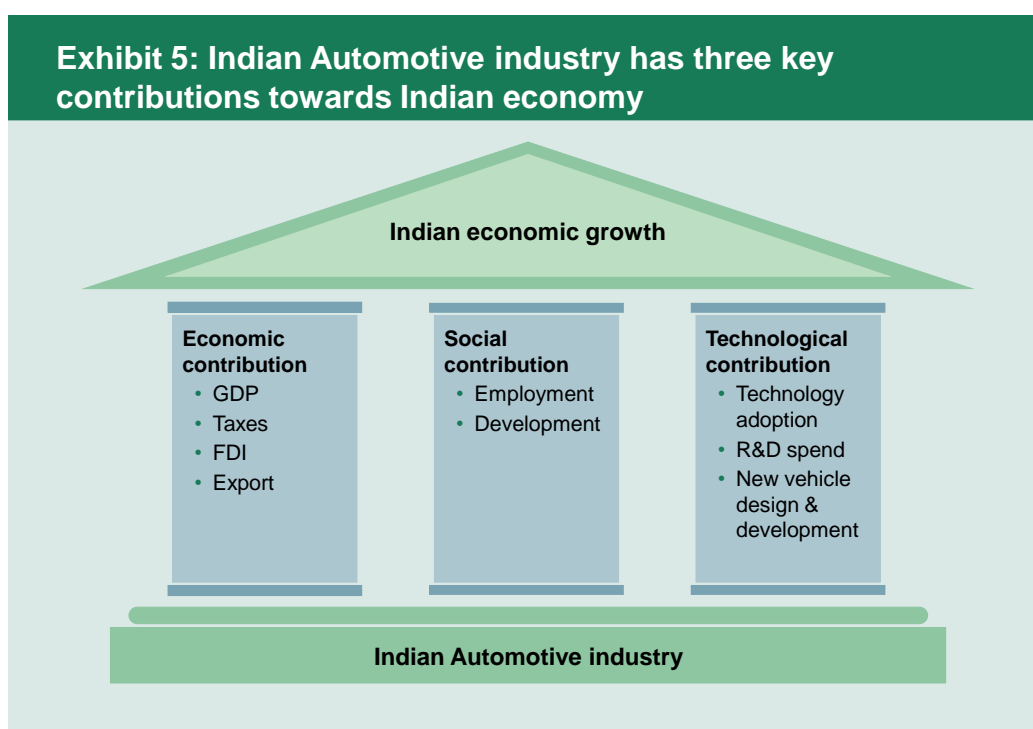 Exhibit 5: Indian Automotive industry has three key
contributions towards Indian economy
Indian economic growth
Economic
contribution
• GDP
• Taxes
• FDI
• Export
Social
contribution
• Employment
• Development
Technological
contribution
• Technology
adoption
• R&D spend
• New vehicle
design &
development
Indian Automotive industry